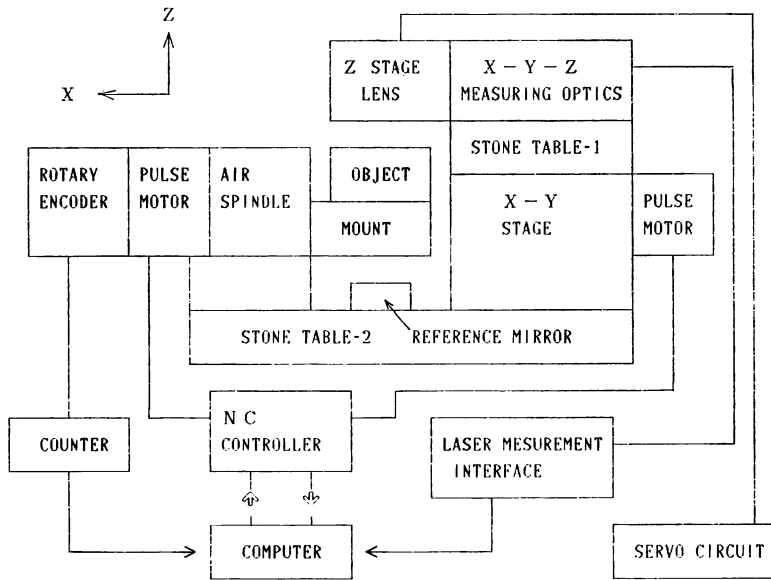 Z
X
Z STAGE
LENS
X-Y-Z
MEASURING OPTICS
STONE TABLE-1
ROTARY
ENCODER
PULSE
MOTOR
AIR
SPINDLE
OBJECT
MOUNT
X-Y
STAGE
PULSE
MOTOR
STONE TABLE-2
REFERENCE MIRROR
COUNTER
NC
CONTROLLER
LASER MESUREMENT
INTERFACE
COMPUTER
SERVO CIRCUIT